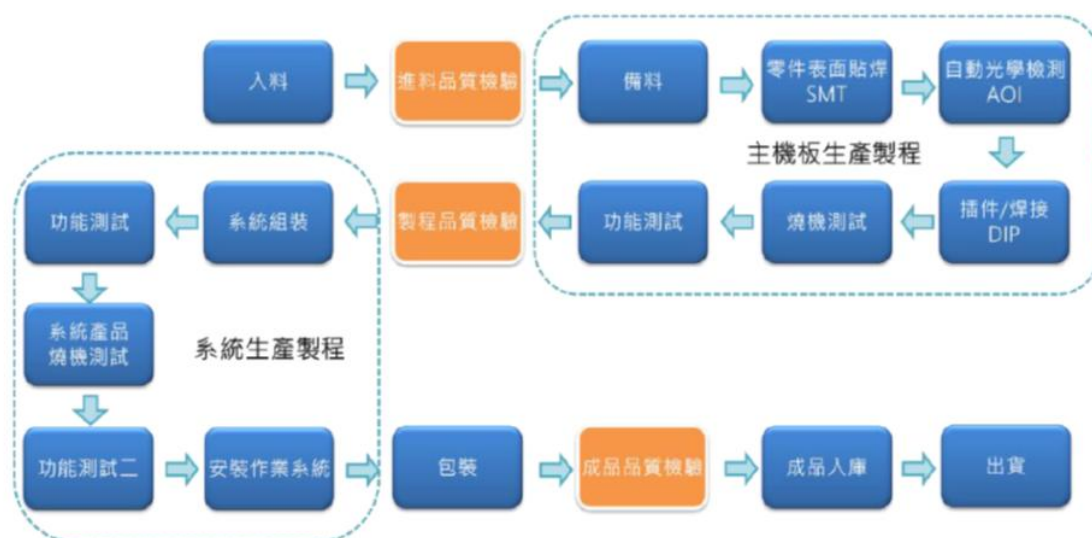 入料
進料品質檢驗
備料
零件表面貼焊
SMT
自動光學檢測
AOI
主機板生產製程
插件/焊接
DIP
燒機測試
功能測試
製程品質檢驗
系統組裝
功能測試
系統產品
燒機測試
系統生產製程
功能測試二
安裝作業系統
包裝
成品品質檢驗
成品入庫
出貨